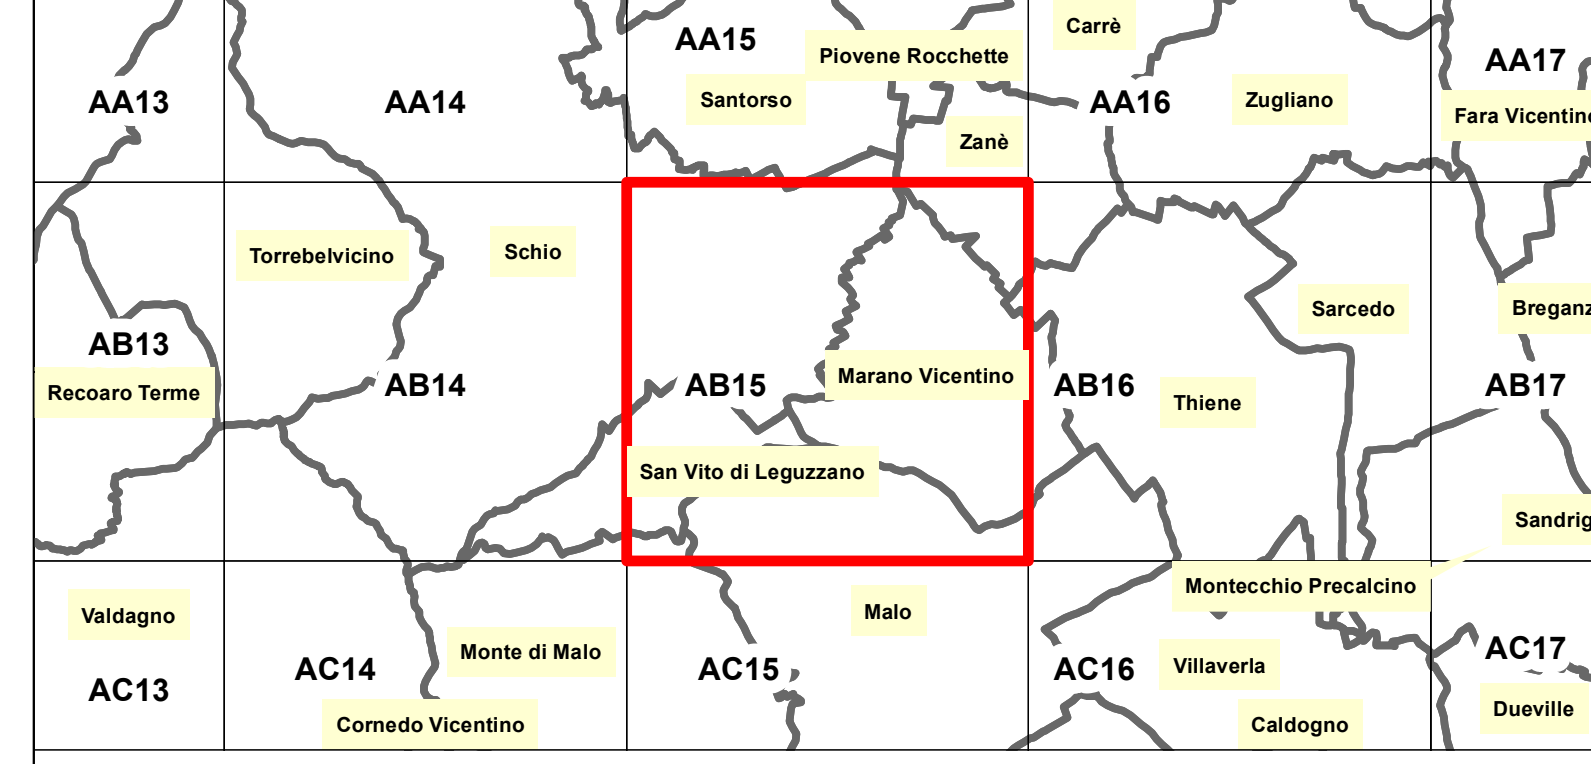 Carrè
AA15
Piovene Rocchette
AA17
AA13
AA14
Santorso
AA16
Zugliano
Fara Vicentino
Zanè
Torrebelvicino
Schio
Sarcedo
Breganz
AB13
Recoaro Terme
AB14
AB15
Marano Vicentino
AB16
Thiene
AB17
San Vito di Leguzzano
Sandrig
Montecchio Precalcino
Valdagno
Malo
Monte di Malo
AC13
AC14
AC15
AC16
Villaverla
AC17
Cornedo Vicentino
Caldogno
Dueville